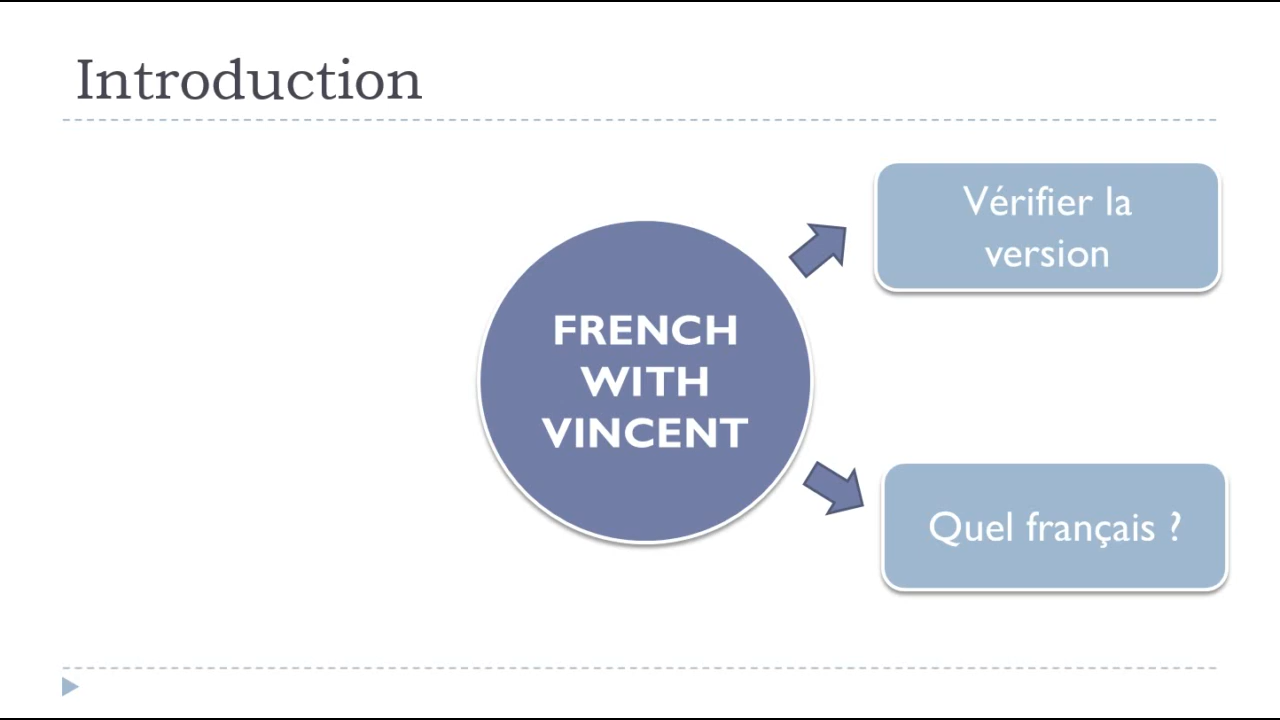 Introduction
Vérifier la
version
FRENCH
WITH
VINCENT
Quel français ?